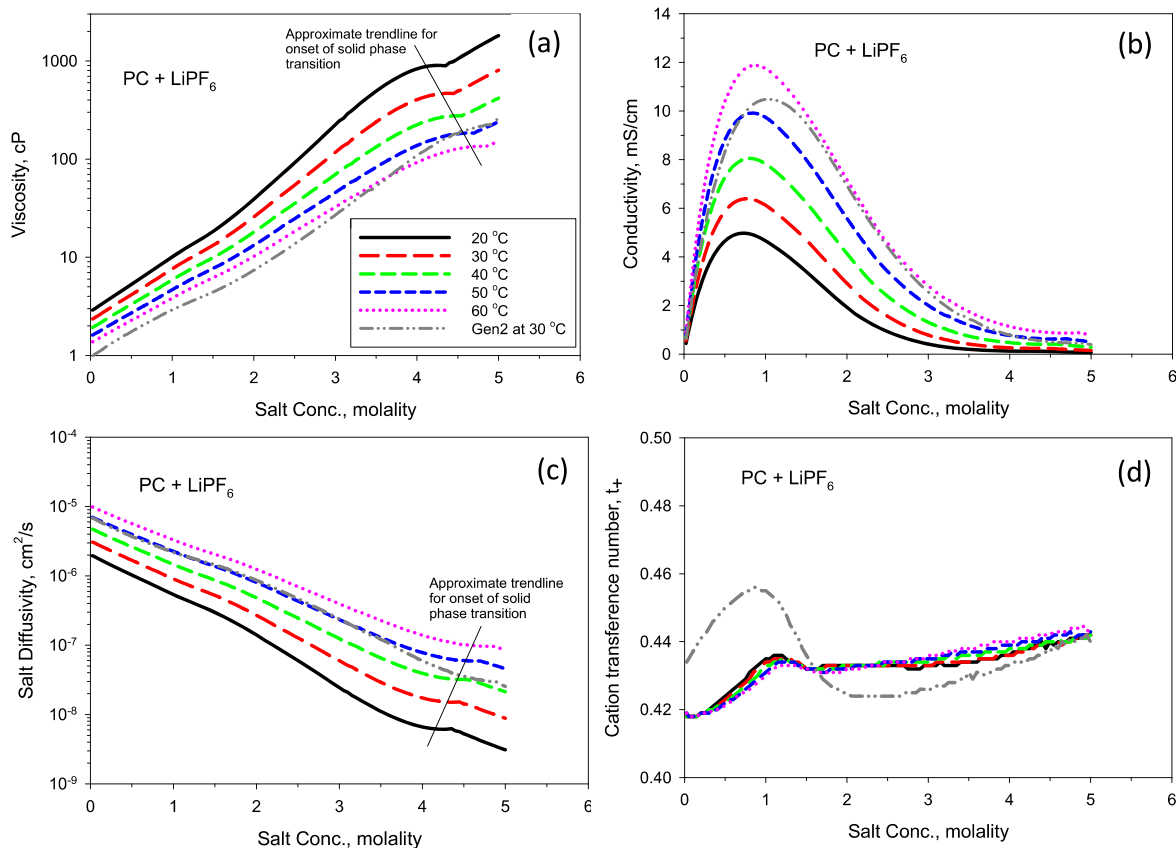 (a)
Approximate trendline for
onset of solid phase
transition
PC + LiPF6
Viscosity, cP
1000
100
10
1
20 °C
30 °C
40 °C
50 °C
60 °C
Gen2 at 30 °C
0 1 2 3 4 5 6
Salt Conc., molality
(b)
PC + LiPF6
Conductivity, mS/cm
14
12
10
8
6
4
2
0
0 1 2 3 4 5 6
Salt Conc., molality
(c)
PC + LiPF6
Salt Diffusivity, cm²/s
10⁻⁴
10⁻⁵
10⁻⁶
10⁻⁷
10⁻⁸
10⁻⁹
Approximate trendline
for onset of solid
phase transition
0 1 2 3 4 5 6
Salt Conc., molality
(d)
PC + LiPF6
Cation transference number, t+
0.50
0.48
0.46
0.44
0.42
0.40
0 1 2 3 4 5 6
Salt Conc., molality